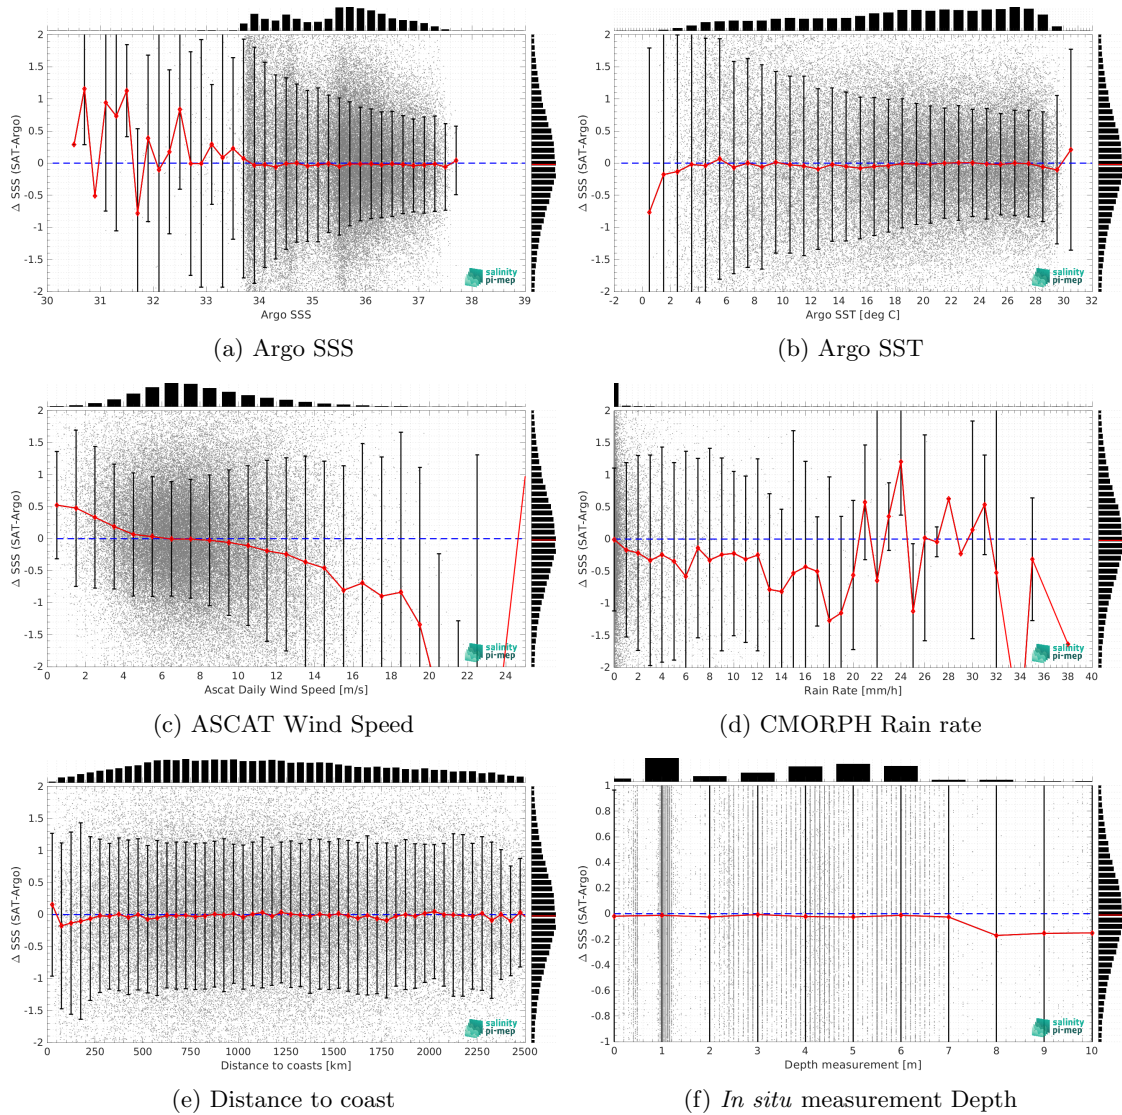 2
1.5
1
0.5
0
-0.5
-1
-1.5
-2
Δ SSS (SAT-Argo)
30 31 32 33 34 35 36 37 38 39
Argo SSS
salinity
pi-mep
(a) Argo SSS
2
1.5
1
0.5
0
-0.5
-1
-1.5
-2
Δ SSS (SAT-Argo)
-2 0 2 4 6 8 10 12 14 16 18 20 22 24 26 28 30 32
Argo SST [deg C]
salinity
pi-mep
(b) Argo SST
2
1.5
1
0.5
0
-0.5
-1
-1.5
-2
Δ SSS (SAT-Argo)
0 2 4 6 8 10 12 14 16 18 20 22 24
Ascat Daily Wind Speed [m/s]
salinity
pi-mep
(c) ASCAT Wind Speed
2
1.5
1
0.5
0
-0.5
-1
-1.5
-2
Δ SSS (SAT-Argo)
0 2 4 6 8 10 12 14 16 18 20 22 24 26 28 30 32 34 36 38 40
Rain Rate [mm/h]
salinity
pi-mep
(d) CMORPH Rain rate
2
1.5
1
0.5
0
-0.5
-1
-1.5
-2
Δ SSS (SAT-Argo)
0 250 500 750 1000 1250 1500 1750 2000 2250 2500
Distance to coasts [km]
salinity
pi-mep
(e) Distance to coast
1
0.8
0.6
0.4
0.2
0
-0.2
-0.4
-0.6
-0.8
-1
Δ SSS (SAT-Argo)
0 1 2 3 4 5 6 7 8 9 10
Depth measurement [m]
salinity
pi-mep
(f) In situ measurement Depth